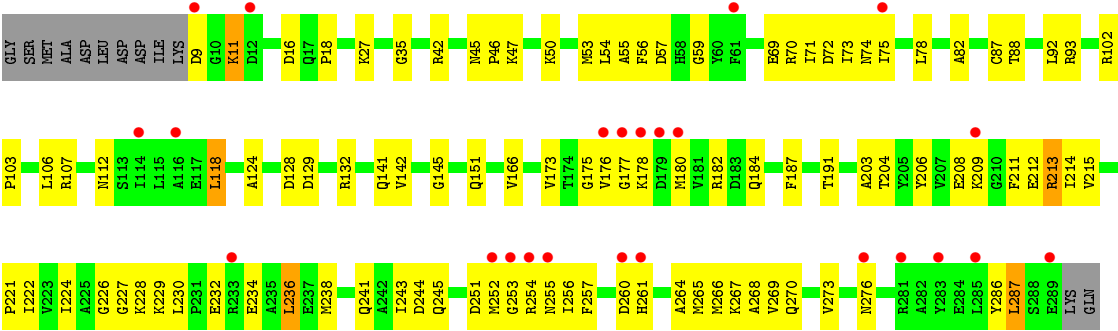 GLY SER MET ALA ASP LEU ASP ASP ILE LYS D9 G10 K11 D12 D16 Q17 P18 K27 G35 R42 N45 P46 K47 K50 M53 L54 A55 F56 D57 H58 G59 Y60 F61 E69 R70 I71 D72 I73 N74 I75 L78 A82 C87 T88 L92 R93 R102
P103 L106 R107 N112 S113 I114 L115 A116 E117 L118 A124 D128 D129 R132 Q141 V142 G145 Q151 V166 V173 T174 G175 V176 G177 K178 D179 M180 V181 R182 D183 Q184 F187 T191 A203 T204 Y205 Y206 V207 E208 K209 G210 F211 E212 R213 I214 V215
P221 I222 V223 I224 A225 G226 G227 K228 K229 L230 P231 E232 R233 E234 A235 L236 E237 M238 Q241 A242 I243 D244 Q245 D251 M252 G253 R254 N255 I256 F257 D260 H261 A264 M265 M266 K267 A268 V269 Q270 V273 N276 R281 A282 Y283 E284 L285 Y286 L287 S288 E289 LYS GLN